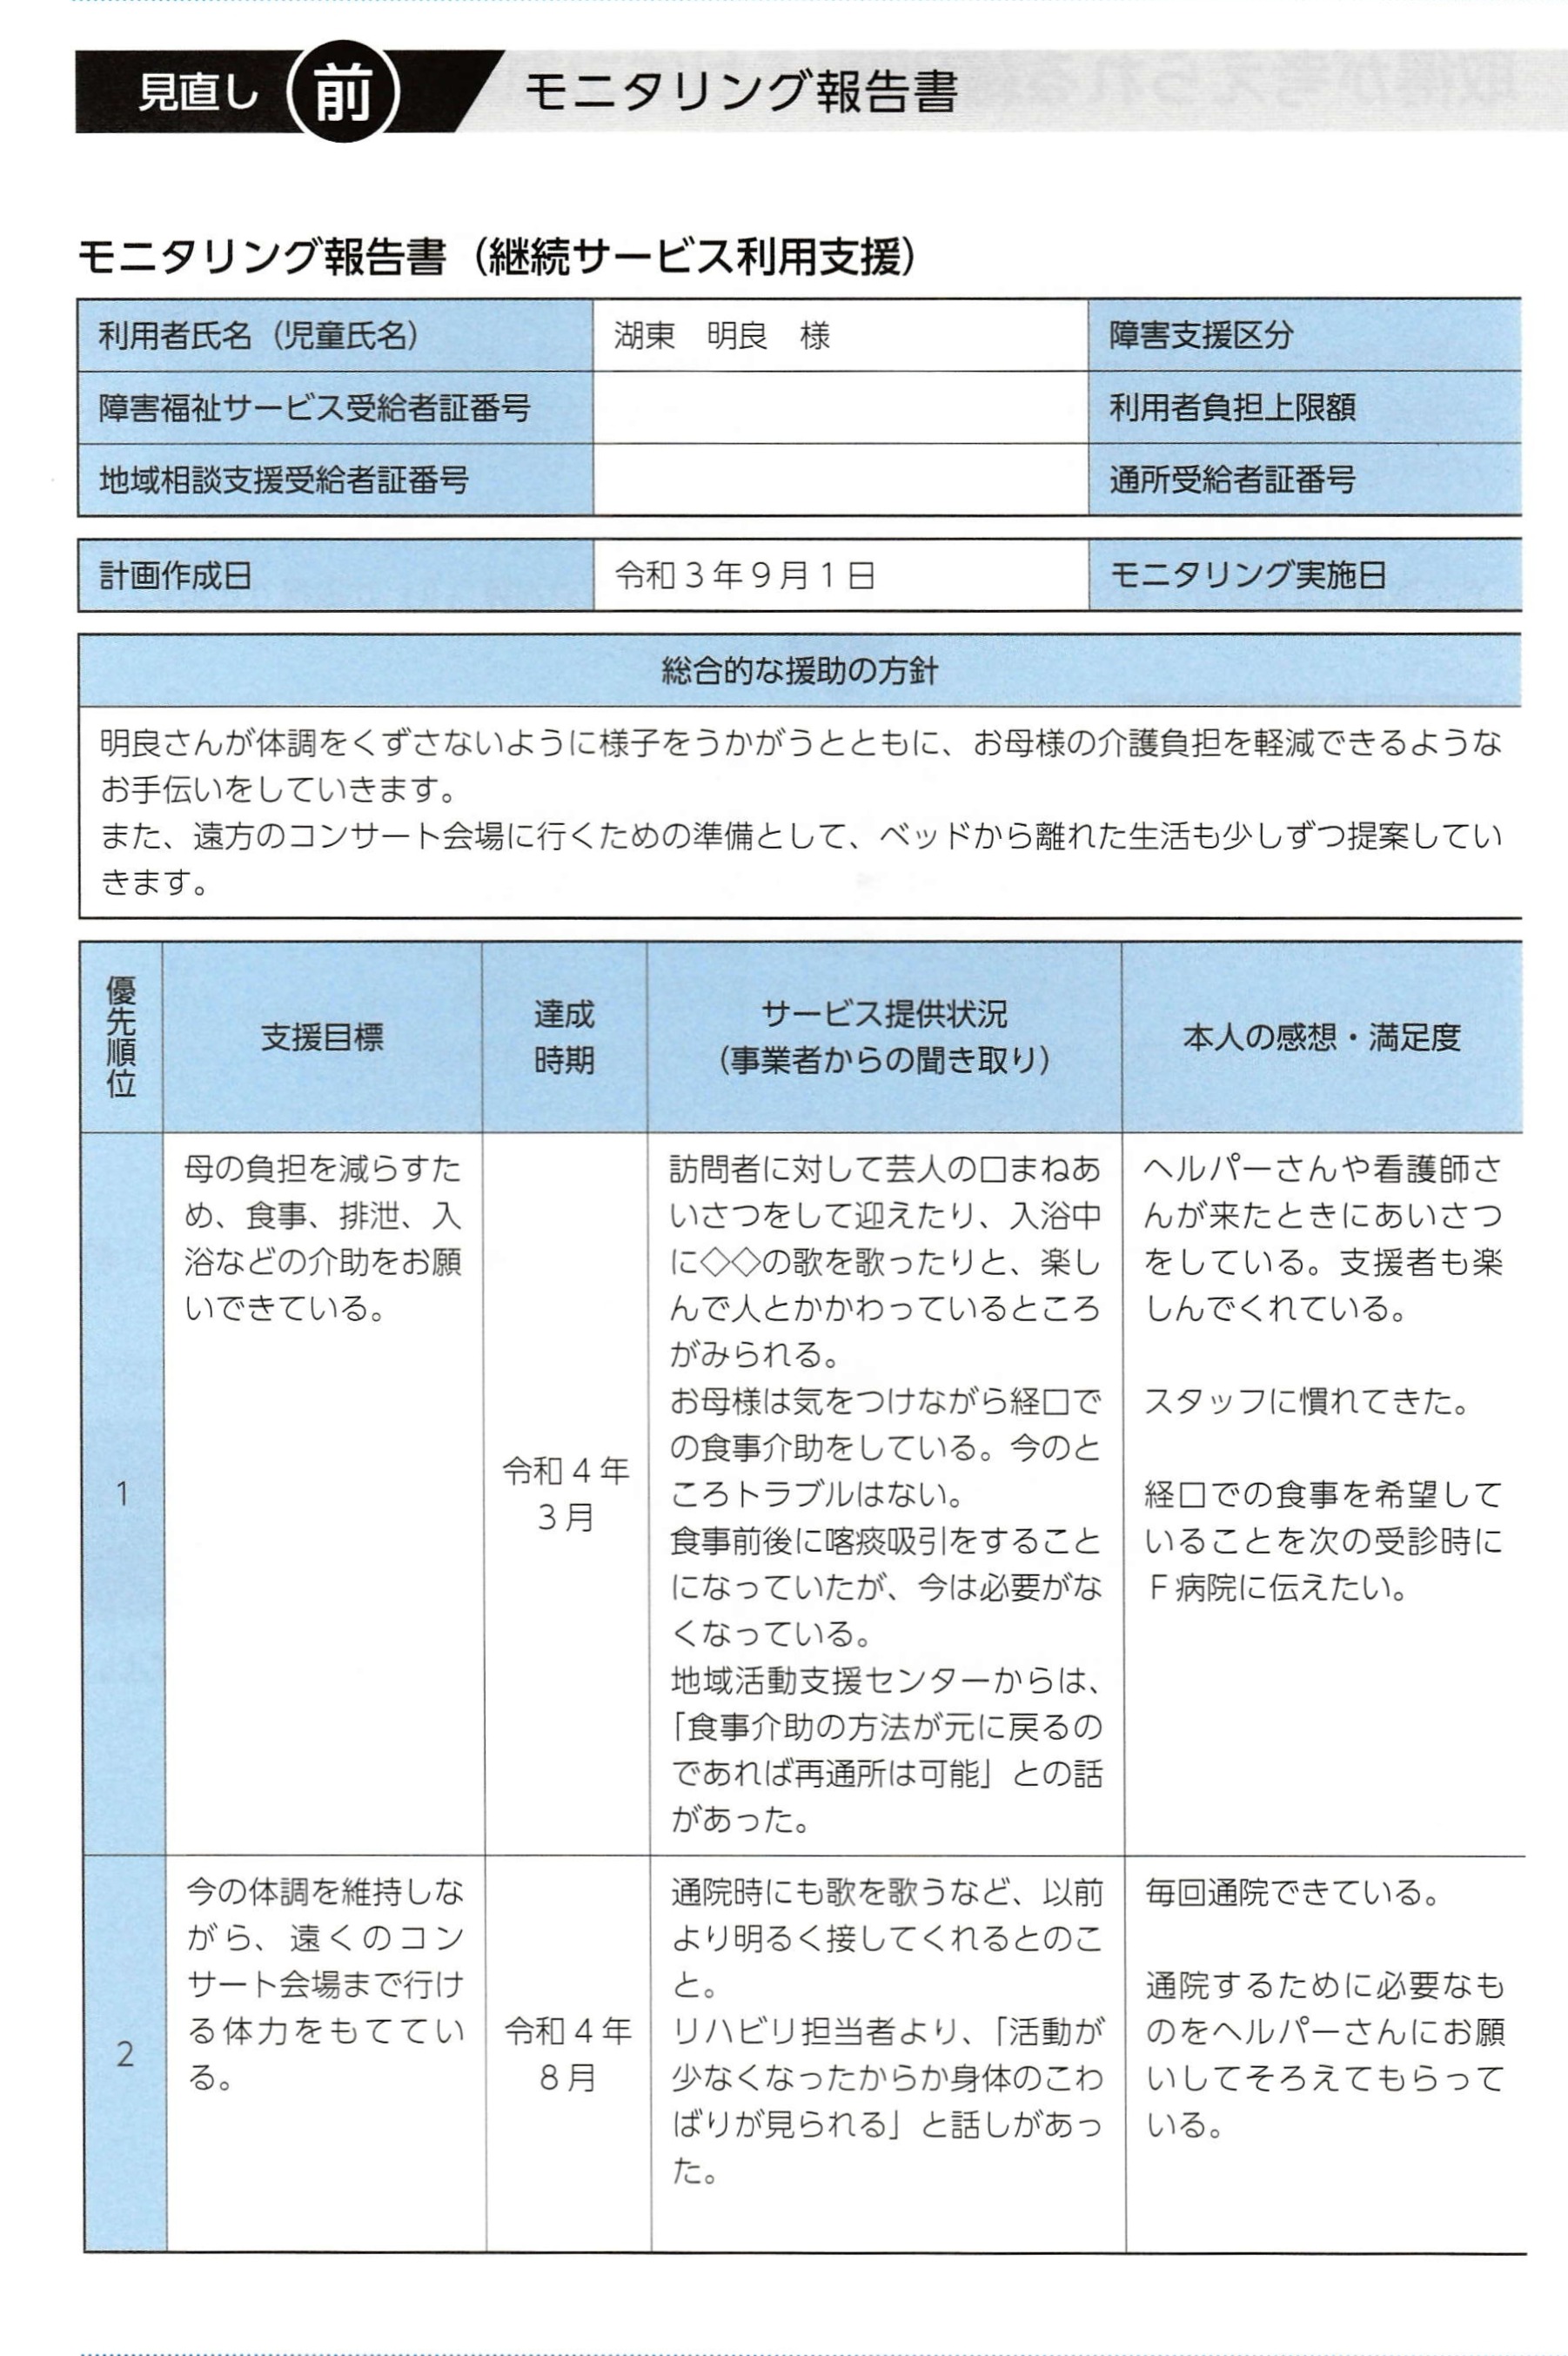 見直し 前 モニタリング報告書
モニタリング報告書（継続サービス利用支援）
利用者氏名（児童氏名） 湖東　明良　様 障害支援区分
障害福祉サービス受給者証番号 利用者負担上限額
地域相談支援受給者証番号 通所受給者証番号
計画作成日 令和３年９月１日 モニタリング実施日
総合的な援助の方針
明良さんが体調をくずさないように様子をうかがうとともに、お母様の介護負担を軽減できるような
お手伝いをしていきます。
また、遠方のコンサート会場に行くための準備として、ベッドから離れた生活も少しずつ提案してい
きます。
優先順位
支援目標
達成
時期
サービス提供状況
（事業者からの聞き取り）
本人の感想・満足度
1
母の負担を減らすた
め、食事、排泄、入
浴などの介助をお願
いできている。
令和４年
３月
訪問者に対して芸人の口まねあ
いさつをして迎えたり、入浴中
に◇◇の歌を歌ったりと、楽し
んで人とかかわっているところ
がみられる。
お母様は気をつけながら経口で
の食事介助をしている。今のと
ころトラブルはない。
食事前後に喀痰吸引をすること
になっていたが、今は必要がな
くなっている。
地域活動支援センターからは、
「食事介助の方法が元に戻るの
であれば再通所は可能」との話
があった。
ヘルパーさんや看護師さ
んが来たときにあいさつ
をしている。支援者も楽
しんでくれている。
スタッフに慣れてきた。
経口での食事を希望して
いることを次の受診時に
Ｆ病院に伝えたい。
2
今の体調を維持しな
がら、遠くのコン
サート会場まで行け
る体力をもててい
る。
令和４年
８月
通院時にも歌を歌うなど、以前
より明るく接してくれるとのこ
と。
リハビリ担当者より、「活動が
少なくなったからか身体のこわ
ばりが見られる」と話しがあっ
た。
毎回通院できている。
通院するために必要なも
のをヘルパーさんにお願
いしてそろえてもらって
いる。